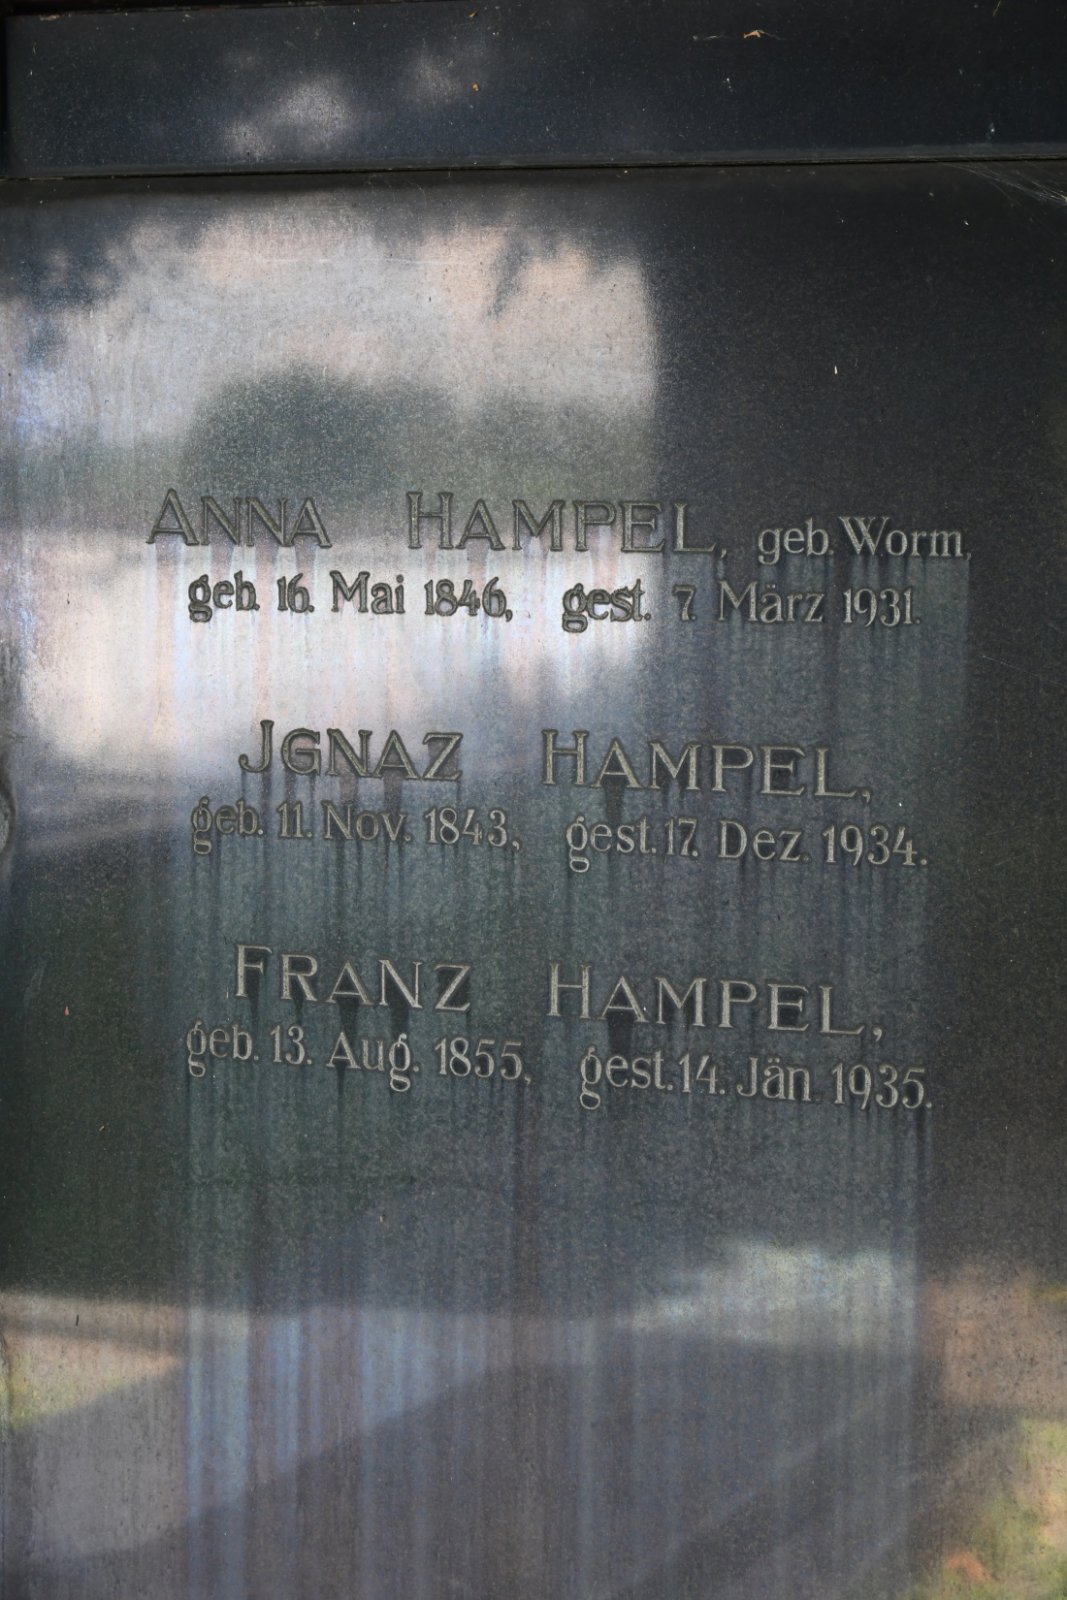 ANNA HAMPEL, geb. Worm,
geb. 16. Mai 1846, gest. 7. März 1931.
JGNAZ HAMPEL,
geb. 11. Nov. 1843, gest. 17. Dez. 1934.
FRANZ HAMPEL,
geb. 13. Aug. 1855, gest. 14. Jän. 1935.